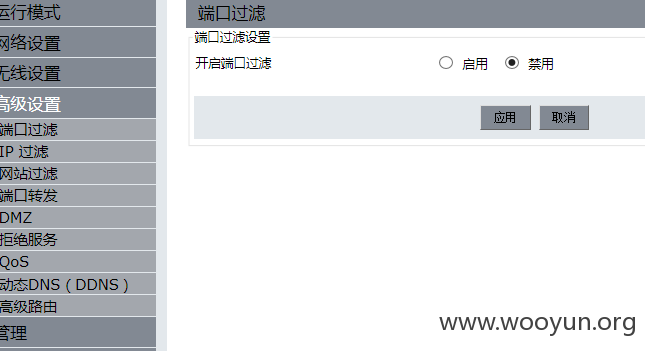 运行模式
网络设置
无线设置
高级设置
端口过滤
IP 过滤
网站过滤
端口转发
DMZ
拒绝服务
QoS
动态DNS ( DDNS )
高级路由
管理
端口过滤
端口过滤设置
开启端口过滤 启用 禁用
应用 取消
www.wooyun.org